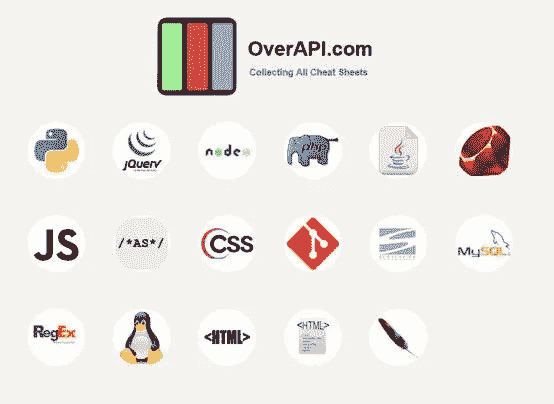 OverAPI.com
Collecting All Cheat Sheets
jQuery
node
php
JS
/*AS*/
CSS
MySQL
RegEx
<HTML>
<HTML>